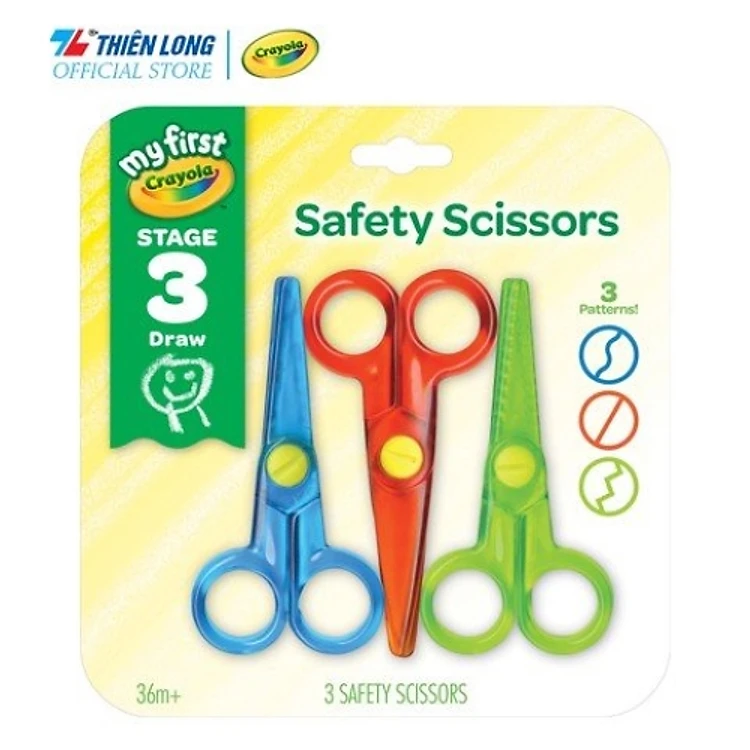 THIÊN LONG
OFFICIAL STORE
Crayola
my first
Crayola
STAGE
3
Draw
Safety Scissors
3
Patterns!
36m+
3 SAFETY SCISSORS